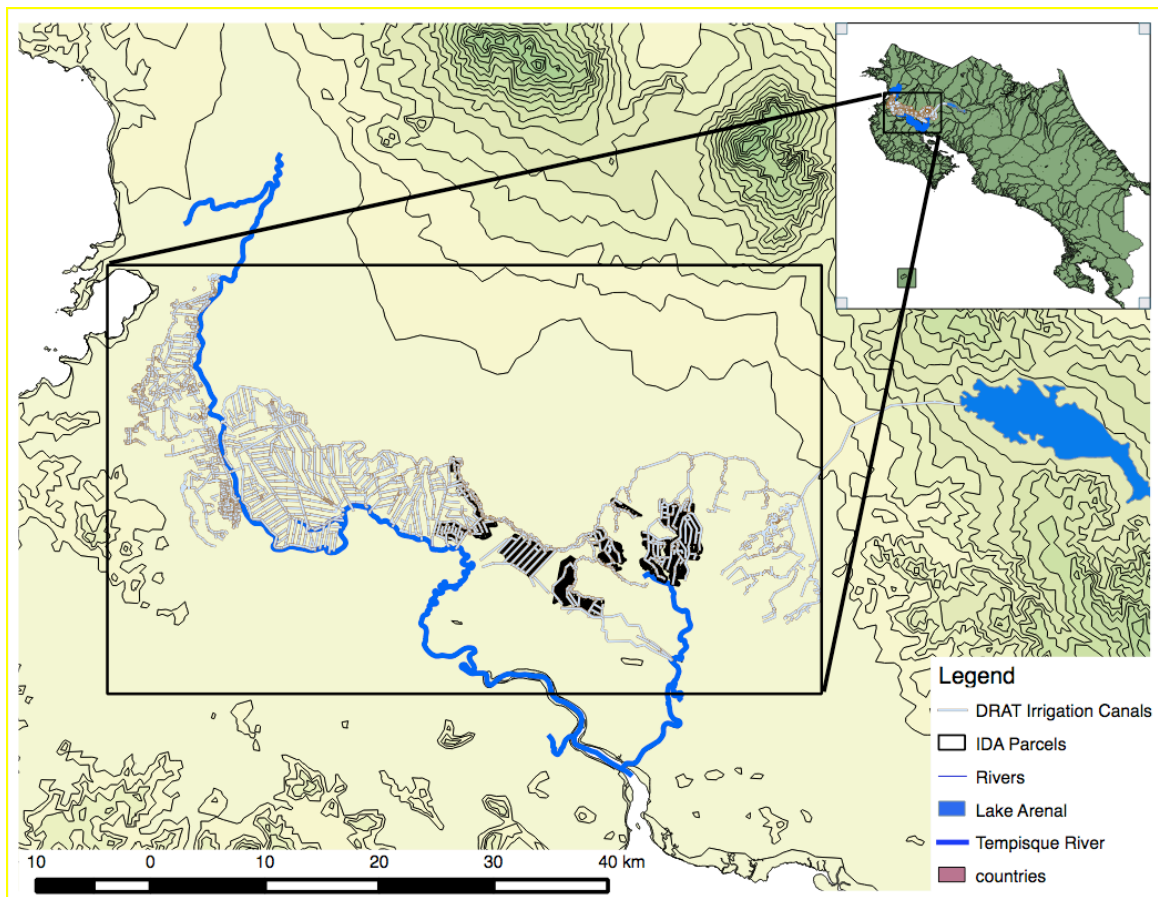 Legend
DRAT Irrigation Canals
IDA Parcels
Rivers
Lake Arenal
Tempisque River
countries
10 0 10 20 30 40 km